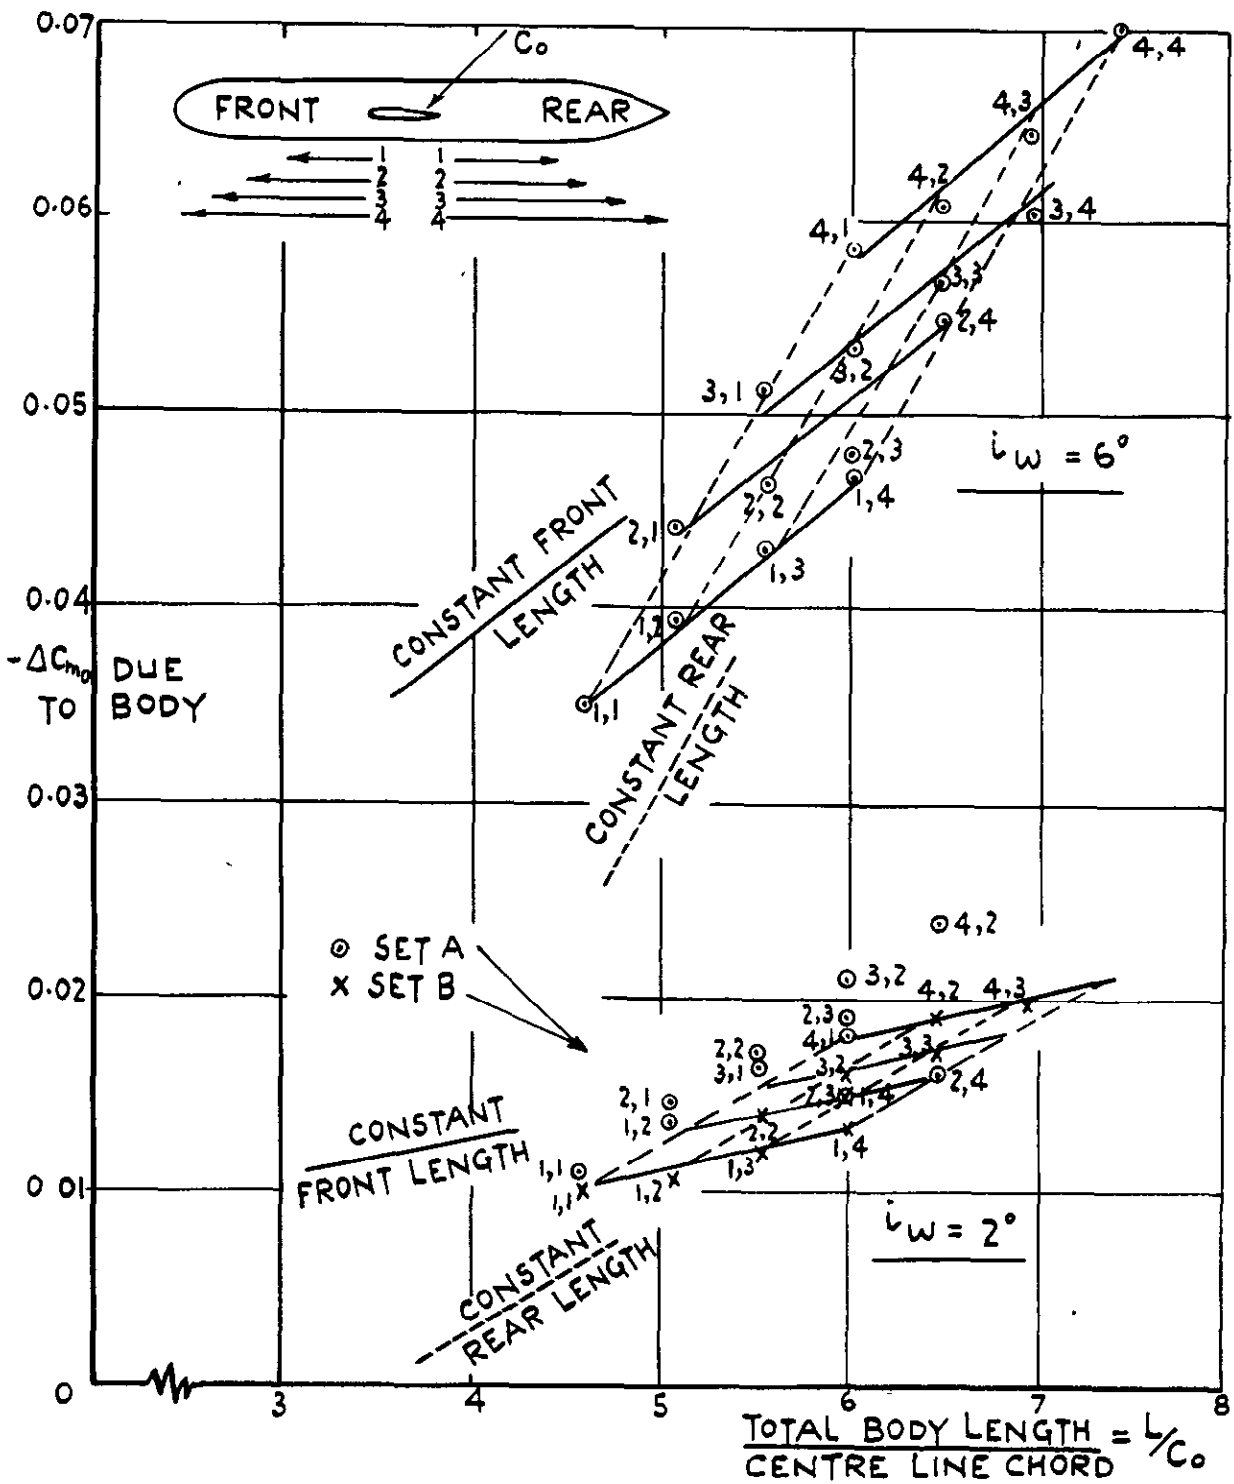 0.07
0.06
0.05
0.04
0.03
0.02
0 01
0
-ΔCm₀ DUE
TO BODY
C₀
FRONT
REAR
1 1
2 2
3 3
4 4
4,4
4,3
4,2
4,1
3,4
3,3
2,4
3,2
3,1
2,3
1,4
2,2
2,1
1,3
1,2
1,1
i w = 6°
CONSTANT FRONT
LENGTH
CONSTANT REAR
LENGTH
⊙ SET A
× SET B
4,2
3,2
4,2
4,3
2,3
4,1
2,2
3,1
3,2
3,3
2,1
1,2
2,3
1,4
2,4
2,2
1,4
1,3
1,1
1,1
1,2
CONSTANT
FRONT LENGTH
i w = 2°
CONSTANT
REAR LENGTH
3 4 5 6 7 8
TOTAL BODY LENGTH = L/C₀
CENTRE LINE CHORD